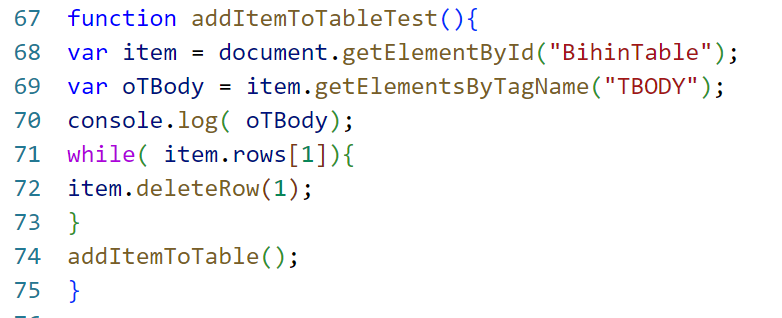 67 function addItemToTableTest(){
68 var item = document.getElementById("BihinTable");
69 var oTBody = item.getElementsByTagName("TBODY");
70 console.log( oTBody);
71 while( item.rows[1]){
72 item.deleteRow(1);
73 }
74 addItemToTable();
75 }